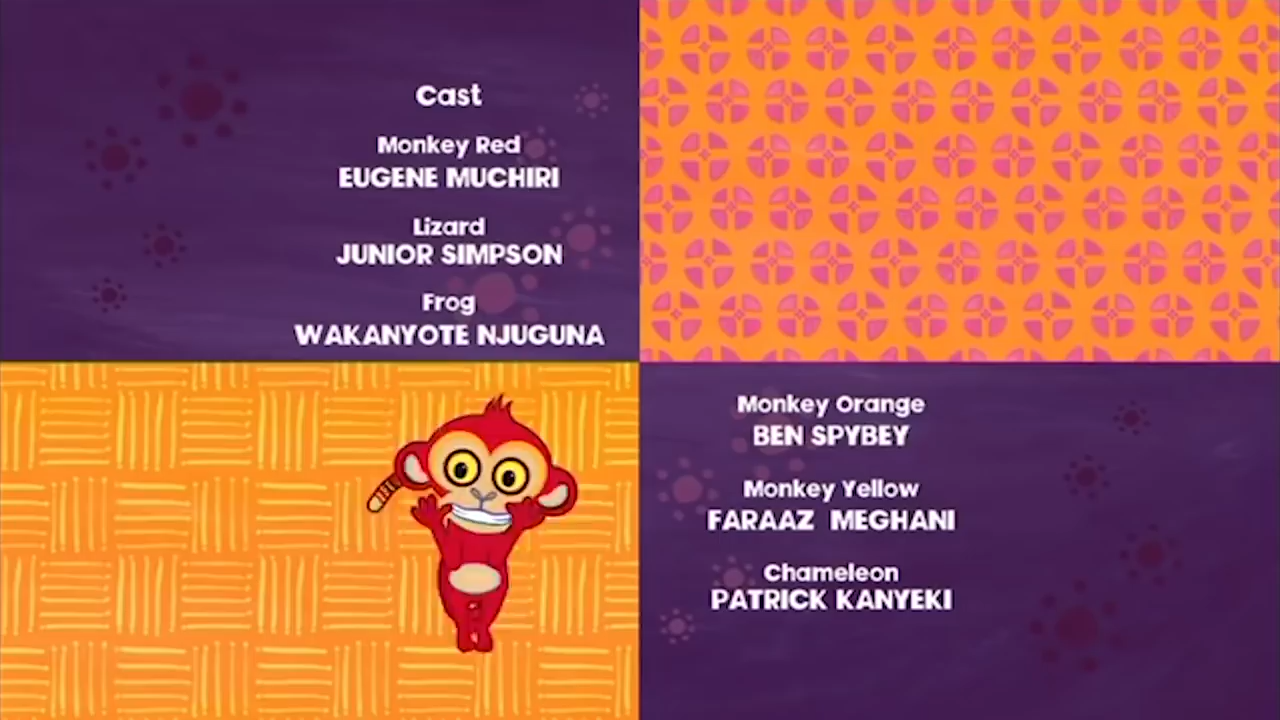 Cast
Monkey Red
EUGENE MUCHIRI
Lizard
JUNIOR SIMPSON
Frog
WAKANYOTE NJUGUNA
Monkey Orange
BEN SPYBEY
Monkey Yellow
FARAAZ MEGHANI
Chameleon
PATRICK KANYEKI